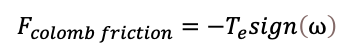 F_colomb friction = −T_e sign(ω)